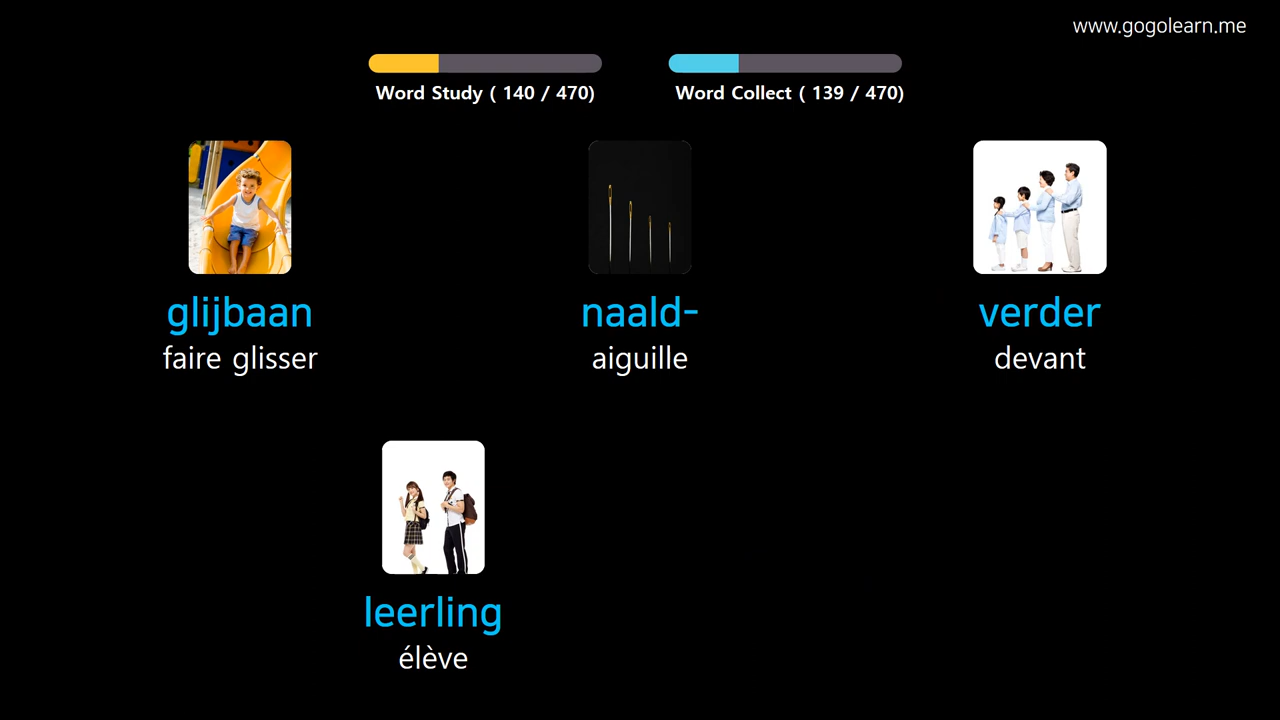 www.gogolearn.me
Word Study ( 140 / 470)
Word Collect ( 139 / 470)
glijbaan
faire glisser
naald-
aiguille
verder
devant
leerling
élève